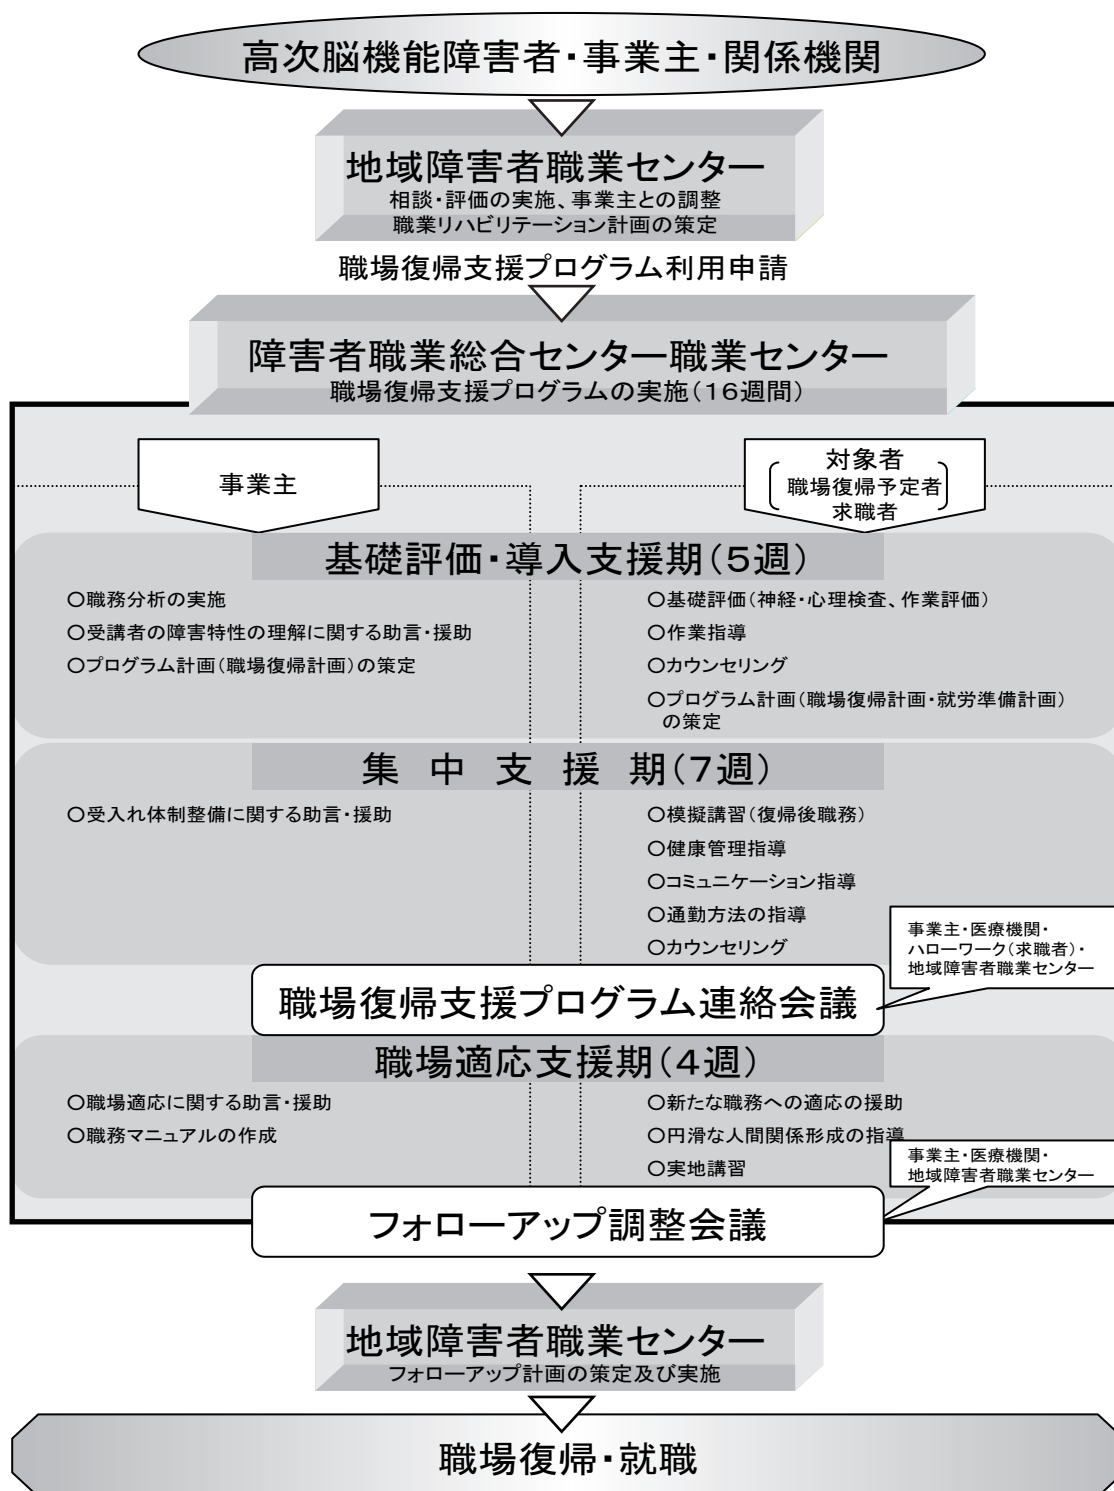 高次脳機能障害者・事業主・関係機関
地域障害者職業センター
相談・評価の実施、事業主との調整
職業リハビリテーション計画の策定
職場復帰支援プログラム利用申請
障害者職業総合センター職業センター
職場復帰支援プログラムの実施(16週間)
事業主
対象者
職場復帰予定者
求職者
基礎評価・導入支援期(5週)
○職務分析の実施
○受講者の障害特性の理解に関する助言・援助
○プログラム計画(職場復帰計画)の策定
○基礎評価(神経・心理検査、作業評価)
○作業指導
○カウンセリング
○プログラム計画(職場復帰計画・就労準備計画)
の策定
集中支援期(7週)
○受入れ体制整備に関する助言・援助
○模擬講習(復帰後職務)
○健康管理指導
○コミュニケーション指導
○通勤方法の指導
○カウンセリング
事業主・医療機関・
ハローワーク(求職者)・
地域障害者職業センター
職場復帰支援プログラム連絡会議
職場適応支援期(4週)
○職場適応に関する助言・援助
○職務マニュアルの作成
○新たな職務への適応の援助
○円滑な人間関係形成の指導
○実地講習
事業主・医療機関・
地域障害者職業センター
フォローアップ調整会議
地域障害者職業センター
フォローアップ計画の策定及び実施
職場復帰・就職